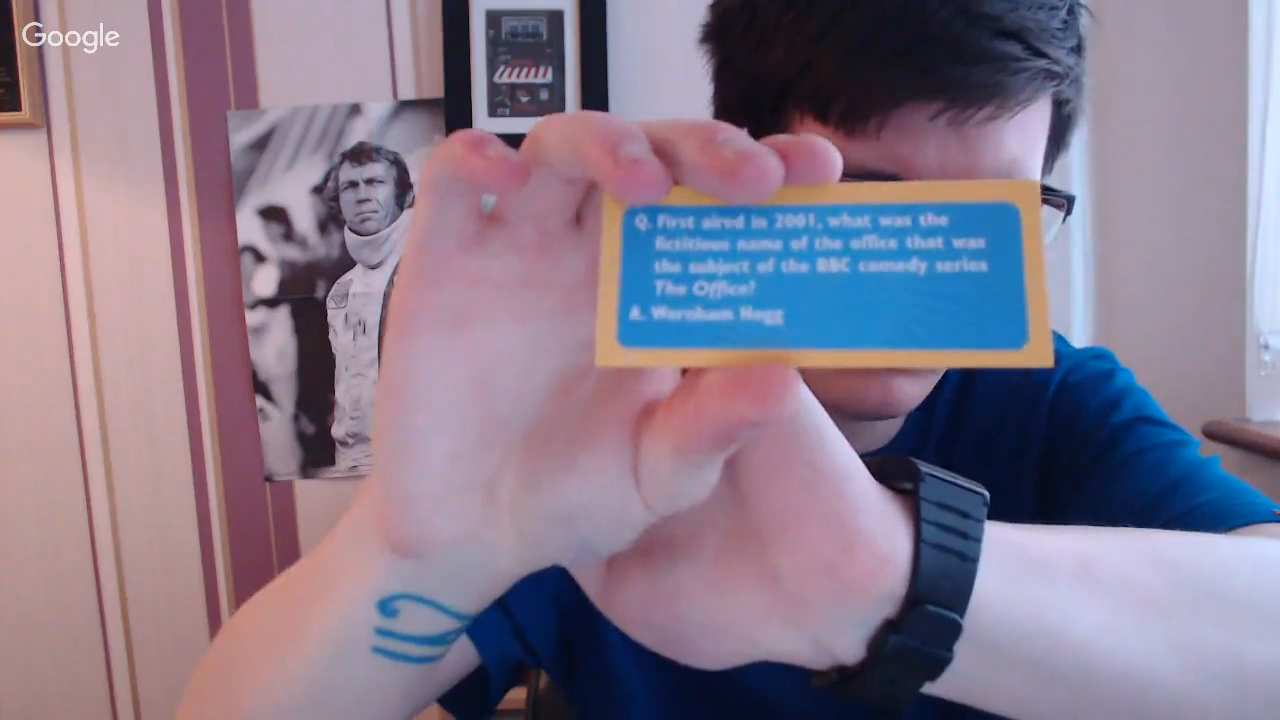 Google
Q. First aired in 2001, what was the
fictitious name of the office that was
the subject of the BBC comedy series
The Office?
A. Wernham Hogg